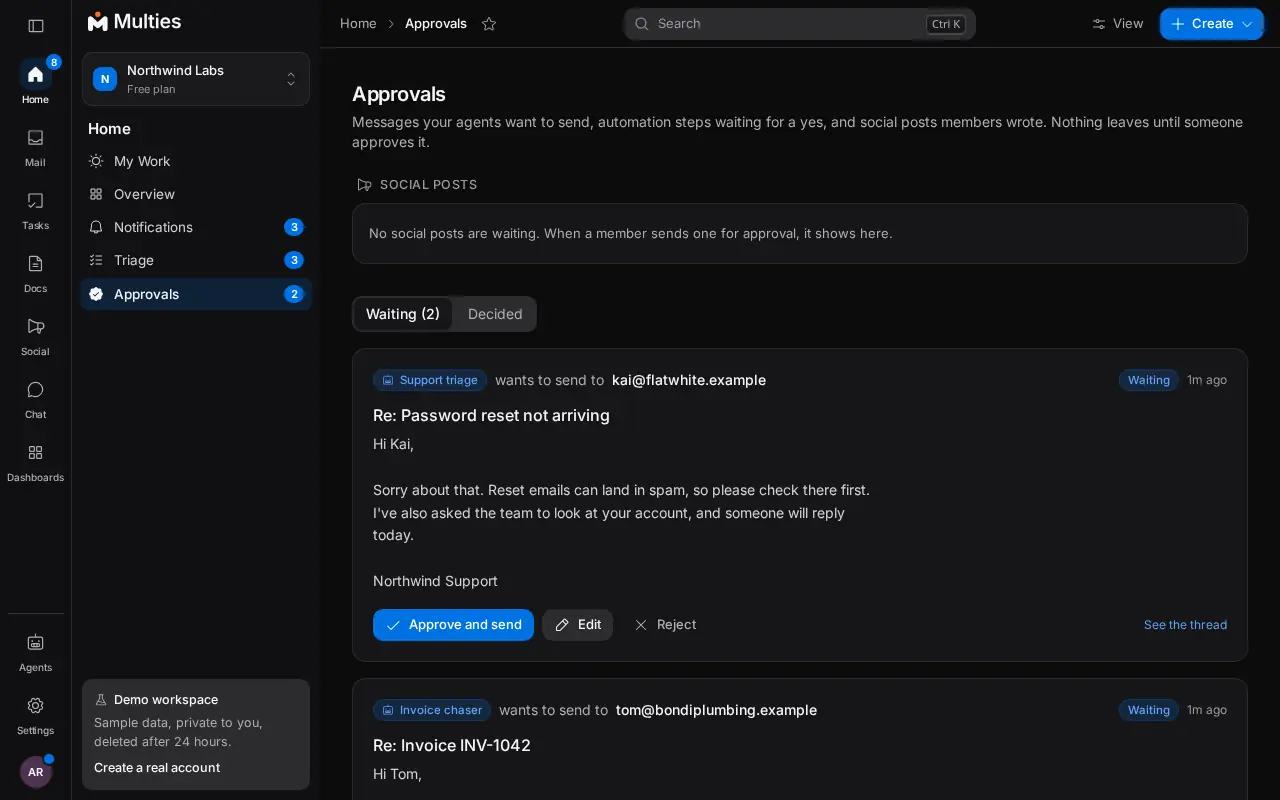 Multies
Home
Approvals
Search
Ctrl K
View
Create
8
Home
Mail
Tasks
Docs
Social
Chat
Dashboards
Agents
Settings
AR
N
Northwind Labs
Free plan
Home
My Work
Overview
Notifications
3
Triage
3
Approvals
2
Demo workspace
Sample data, private to you,
deleted after 24 hours.
Create a real account
Approvals
Messages your agents want to send, automation steps waiting for a yes, and social posts members wrote. Nothing leaves until someone
approves it.
SOCIAL POSTS
No social posts are waiting. When a member sends one for approval, it shows here.
Waiting (2)
Decided
Support triage wants to send to kai@flatwhite.example
Waiting 1m ago
Re: Password reset not arriving
Hi Kai,
Sorry about that. Reset emails can land in spam, so please check there first.
I've also asked the team to look at your account, and someone will reply
today.
Northwind Support
Approve and send
Edit
Reject
See the thread
Invoice chaser wants to send to tom@bondiplumbing.example
Waiting 1m ago
Re: Invoice INV-1042
Hi Tom,